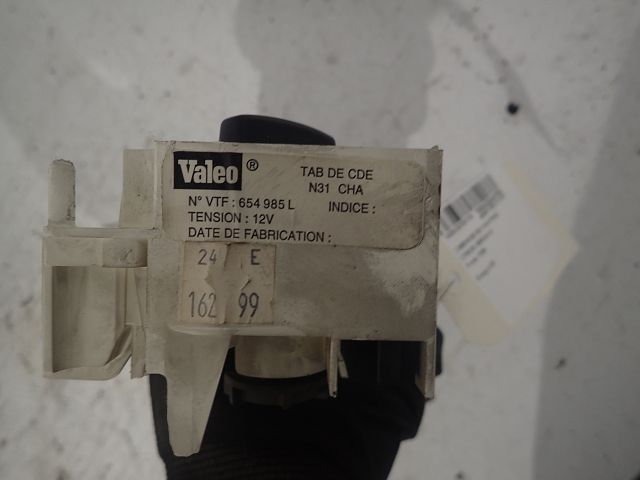 Valeo® TAB DE CDE
N31 CHA
N° VTF : 654 985 L INDICE :
TENSION : 12V
DATE DE FABRICATION :
24 E
162 99